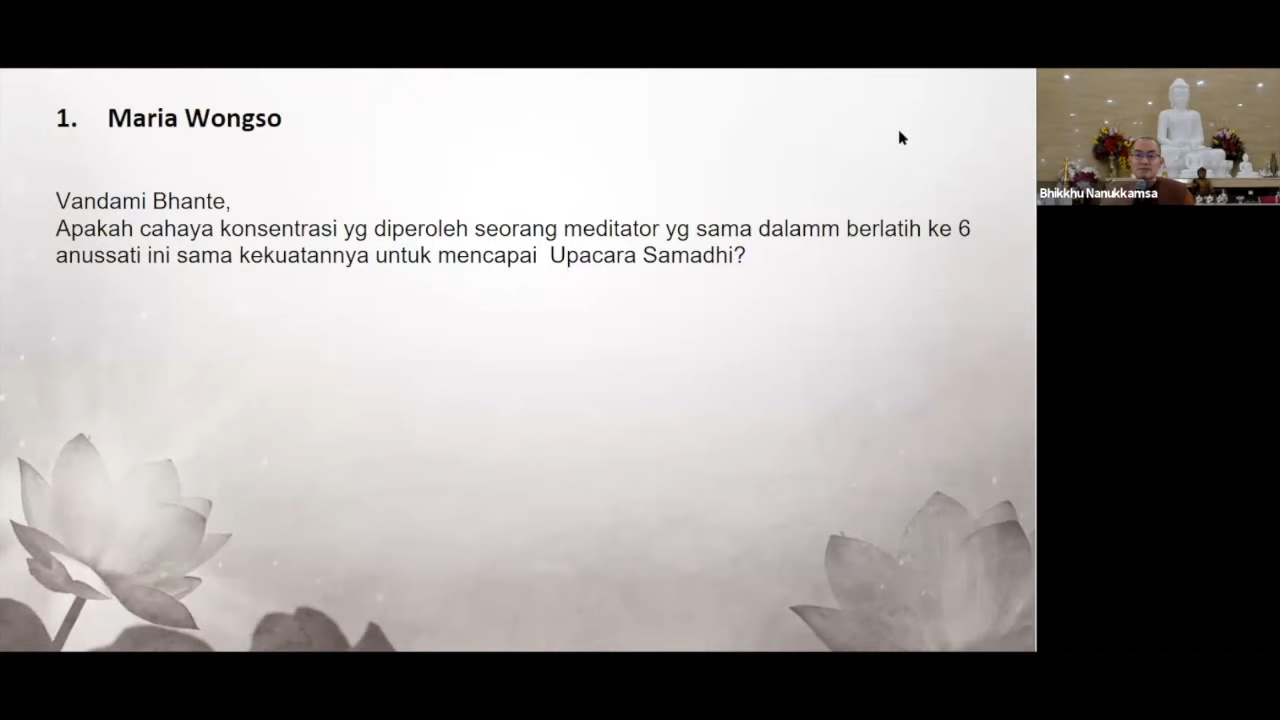 1. Maria Wongso
Vandami Bhante,
Apakah cahaya konsentrasi yg diperoleh seorang meditator yg sama dalamm berlatih ke 6
anussati ini sama kekuatannya untuk mencapai Upacara Samadhi?
Bhikkhu Nanukkamsa